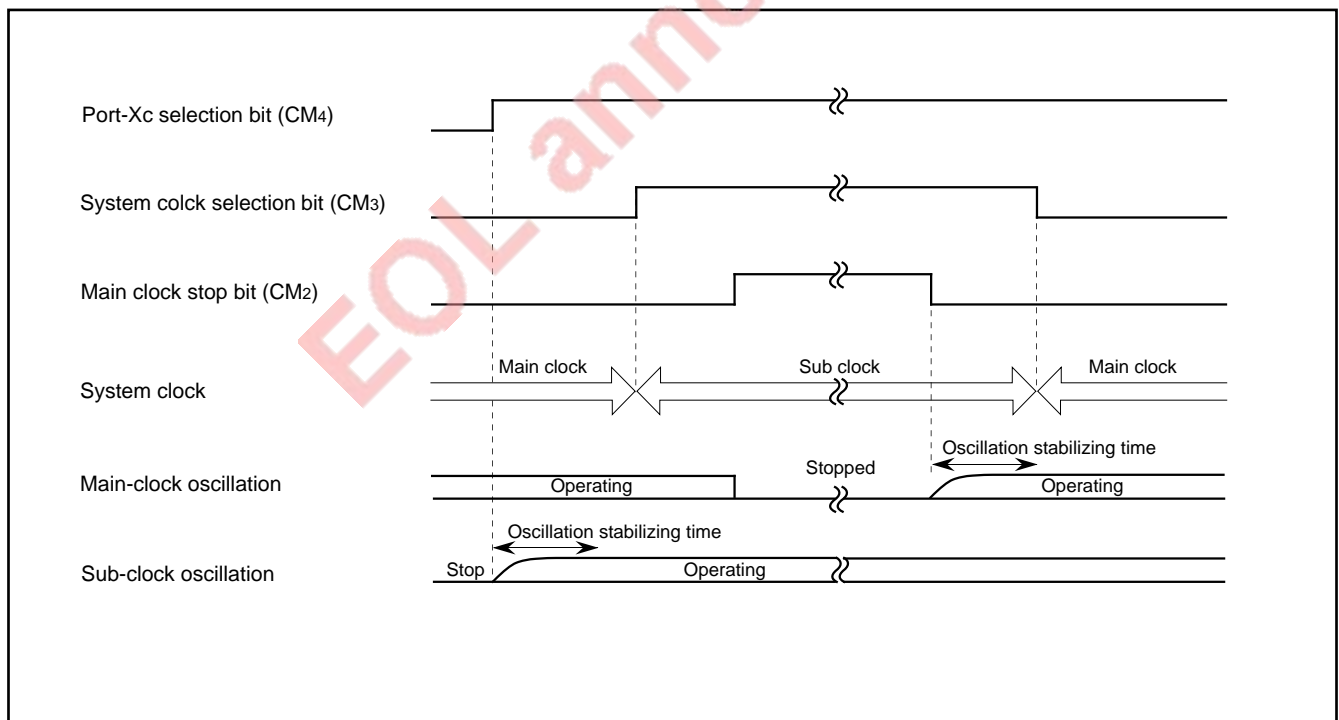 EOL anno
Port-Xc selection bit (CM4)
System colck selection bit (CM3)
Main clock stop bit (CM2)
System clock
Main clock
Sub clock
Main clock
Main-clock oscillation
Operating
Stopped
Oscillation stabilizing time
Operating
Sub-clock oscillation
Stop
Oscillation stabilizing time
Operating